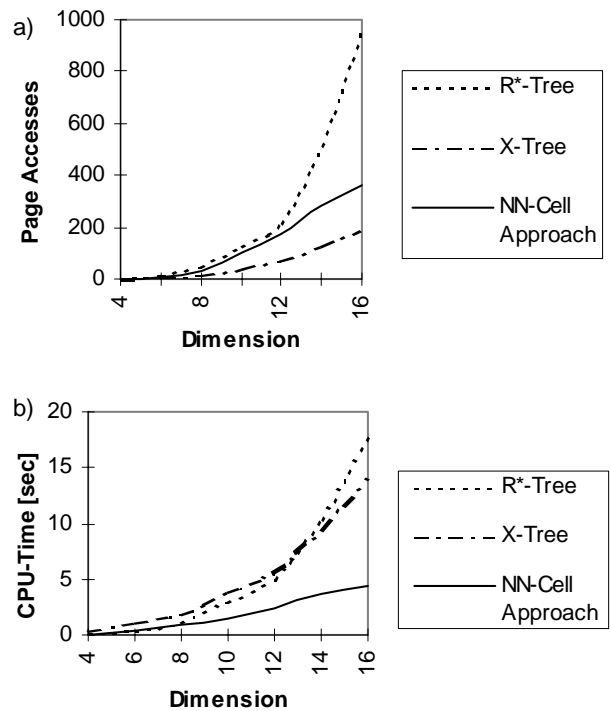 a)
1000
800
600
400
200
0
Page Accesses
4
8
12
16
Dimension
R*-Tree
X-Tree
NN-Cell
Approach
b)
20
15
10
5
0
CPU-Time [sec]
4
6
8
10
12
14
16
Dimension
R*-Tree
X-Tree
NN-Cell
Approach